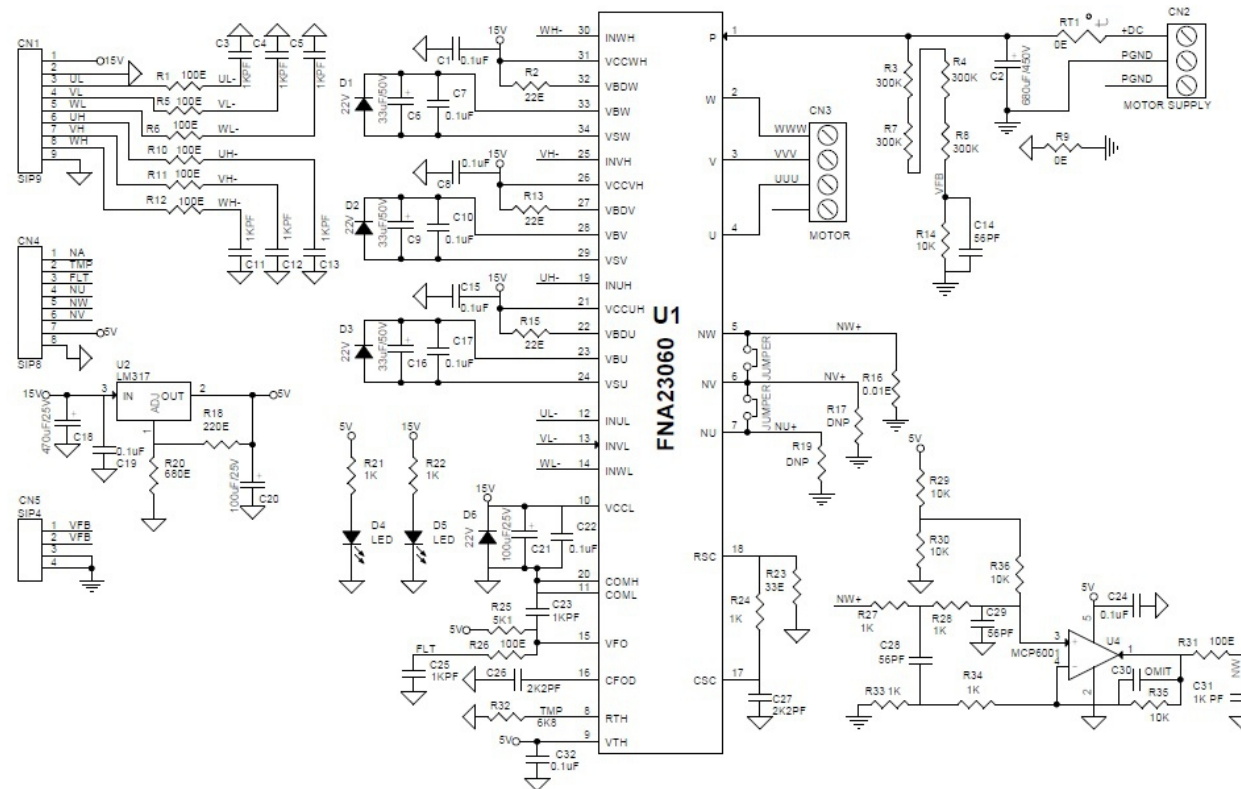 CN1
1
2
3
4
5
6
7
8
9
SIP9
15V
UL
VL
WL
UH
VH
WH
R1
100E
UL-
R5
100E
VL-
R6
100E
WL-
R10
100E
UH-
R11
100E
VH-
R12
100E
WH-
C3
C4
C5
1KPF
1KPF
1KPF
1KPF
1KPF
1KPF
C11
C12
C13
CN4
1 NA
2 TMP
3 FLT
4 NU
5 NW
6 NV
7
8
5V
U2
LM317
15V
3 IN
OUT 2
ADJ
1
5V
R18
220E
470uF/25V
C18
0.1uF
C19
R20
680E
100uF/25V
C20
CN5
SIP4
1 VFB
2 VFB
3
4
WH-
15V
C1
0.1uF
R2
22E
D1
22V
33uF/50V
C6
C7
0.1uF
VH-
15V
0.1uF
C8
R13
22E
D2
22V
33uF/50V
C9
C10
0.1uF
UH-
15V
C15
0.1uF
R15
22E
D3
22V
33uF/50V
C16
C17
0.1uF
UL-
VL-
WL-
5V
15V
R21
1K
R22
1K
D4
LED
D5
LED
15V
D6
22V
100uF/25V
C21
C22
0.1uF
R25
5K1
C23
1KPF
5V
FLT
R26
100E
C25
1KPF
C26
2K2PF
R32
TMP
6K8
5V
C32
0.1uF
30 INWH
31 VCCWH
32 VBDW
33 VBW
34 VSW
25 INVH
26 VCCVH
27 VBDV
28 VBV
29 VSV
19 INUH
21 VCCUH
22 VBDU
23 VBU
24 VSU
12 INUL
13 INVL
14 INWL
10 VCCL
20 COMH
11 COML
15 VFO
16 CFOD
8 RTH
9 VTH
U1
FNA23060
P 1
W 2
V 3
U 4
NW 5
NV 6
NU 7
RSC 18
CSC 17
R3
300K
R4
300K
R7
300K
R8
300K
VFB
R14
10K
C14
56PF
C2
680uF/450V
RT1
0E
+DC
PGND
PGND
CN2
MOTOR SUPPLY
R9
0E
CN3
WWW
VVV
UUU
MOTOR
NW+
NV+
NU+
JUMPER
JUMPER
R16
0.01E
R17
DNP
R19
DNP
R23
33E
R24
1K
C27
2K2PF
5V
R29
10K
R30
10K
R36
10K
NW+
R27
1K
R28
1K
C29
56PF
C28
56PF
R33 1K
R34
1K
5V
C24
0.1uF
5
3
4
U4
1
2
MCP6001
C30
OMIT
R35
10K
R31
100E
C31
1K PF
NW